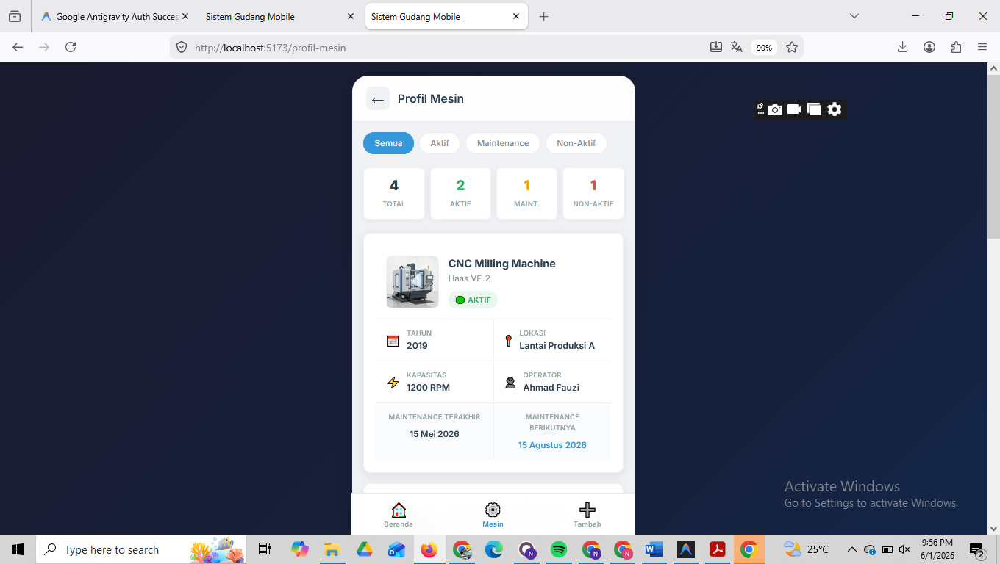 Google Antigravity Auth Succes
Sistem Gudang Mobile
Sistem Gudang Mobile
http://localhost:5173/profil-mesin
90%
← Profil Mesin
Semua
Aktif
Maintenance
Non-Aktif
4
TOTAL
2
AKTIF
1
MAINT.
1
NON-AKTIF
CNC Milling Machine
Haas VF-2
AKTIF
TAHUN
2019
LOKASI
Lantai Produksi A
KAPASITAS
1200 RPM
OPERATOR
Ahmad Fauzi
MAINTENANCE TERAKHIR
15 Mei 2026
MAINTENANCE
BERIKUTNYA
15 Agustus 2026
Beranda
Mesin
Tambah
Activate Windows
Go to Settings to activate Windows.
Type here to search
N
N
N
25°C
9:56 PM
6/1/2026
2